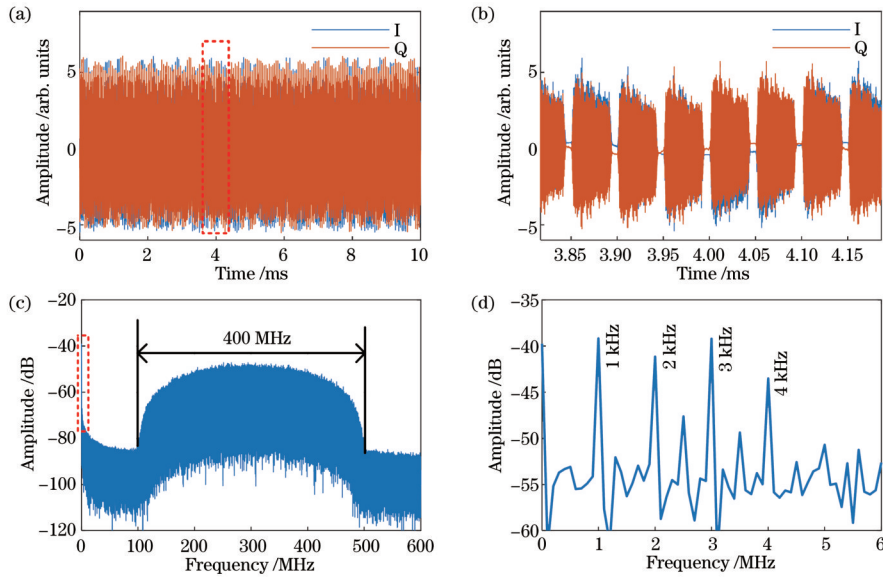 (a)
I
Q
Amplitude /arb. units
5
0
−5
0
2
4
6
8
10
Time /ms
(b)
I
Q
Amplitude /arb. units
5
0
−5
3.85
3.90
3.95
4.00
4.05
4.10
4.15
Time /ms
(c)
400 MHz
Amplitude /dB
−20
−40
−60
−80
−100
−120
0
100
200
300
400
500
600
Frequency /MHz
(d)
1 kHz
2 kHz
3 kHz
4 kHz
Amplitude /dB
−35
−40
−45
−50
−55
−60
0
1
2
3
4
5
6
Frequency /MHz